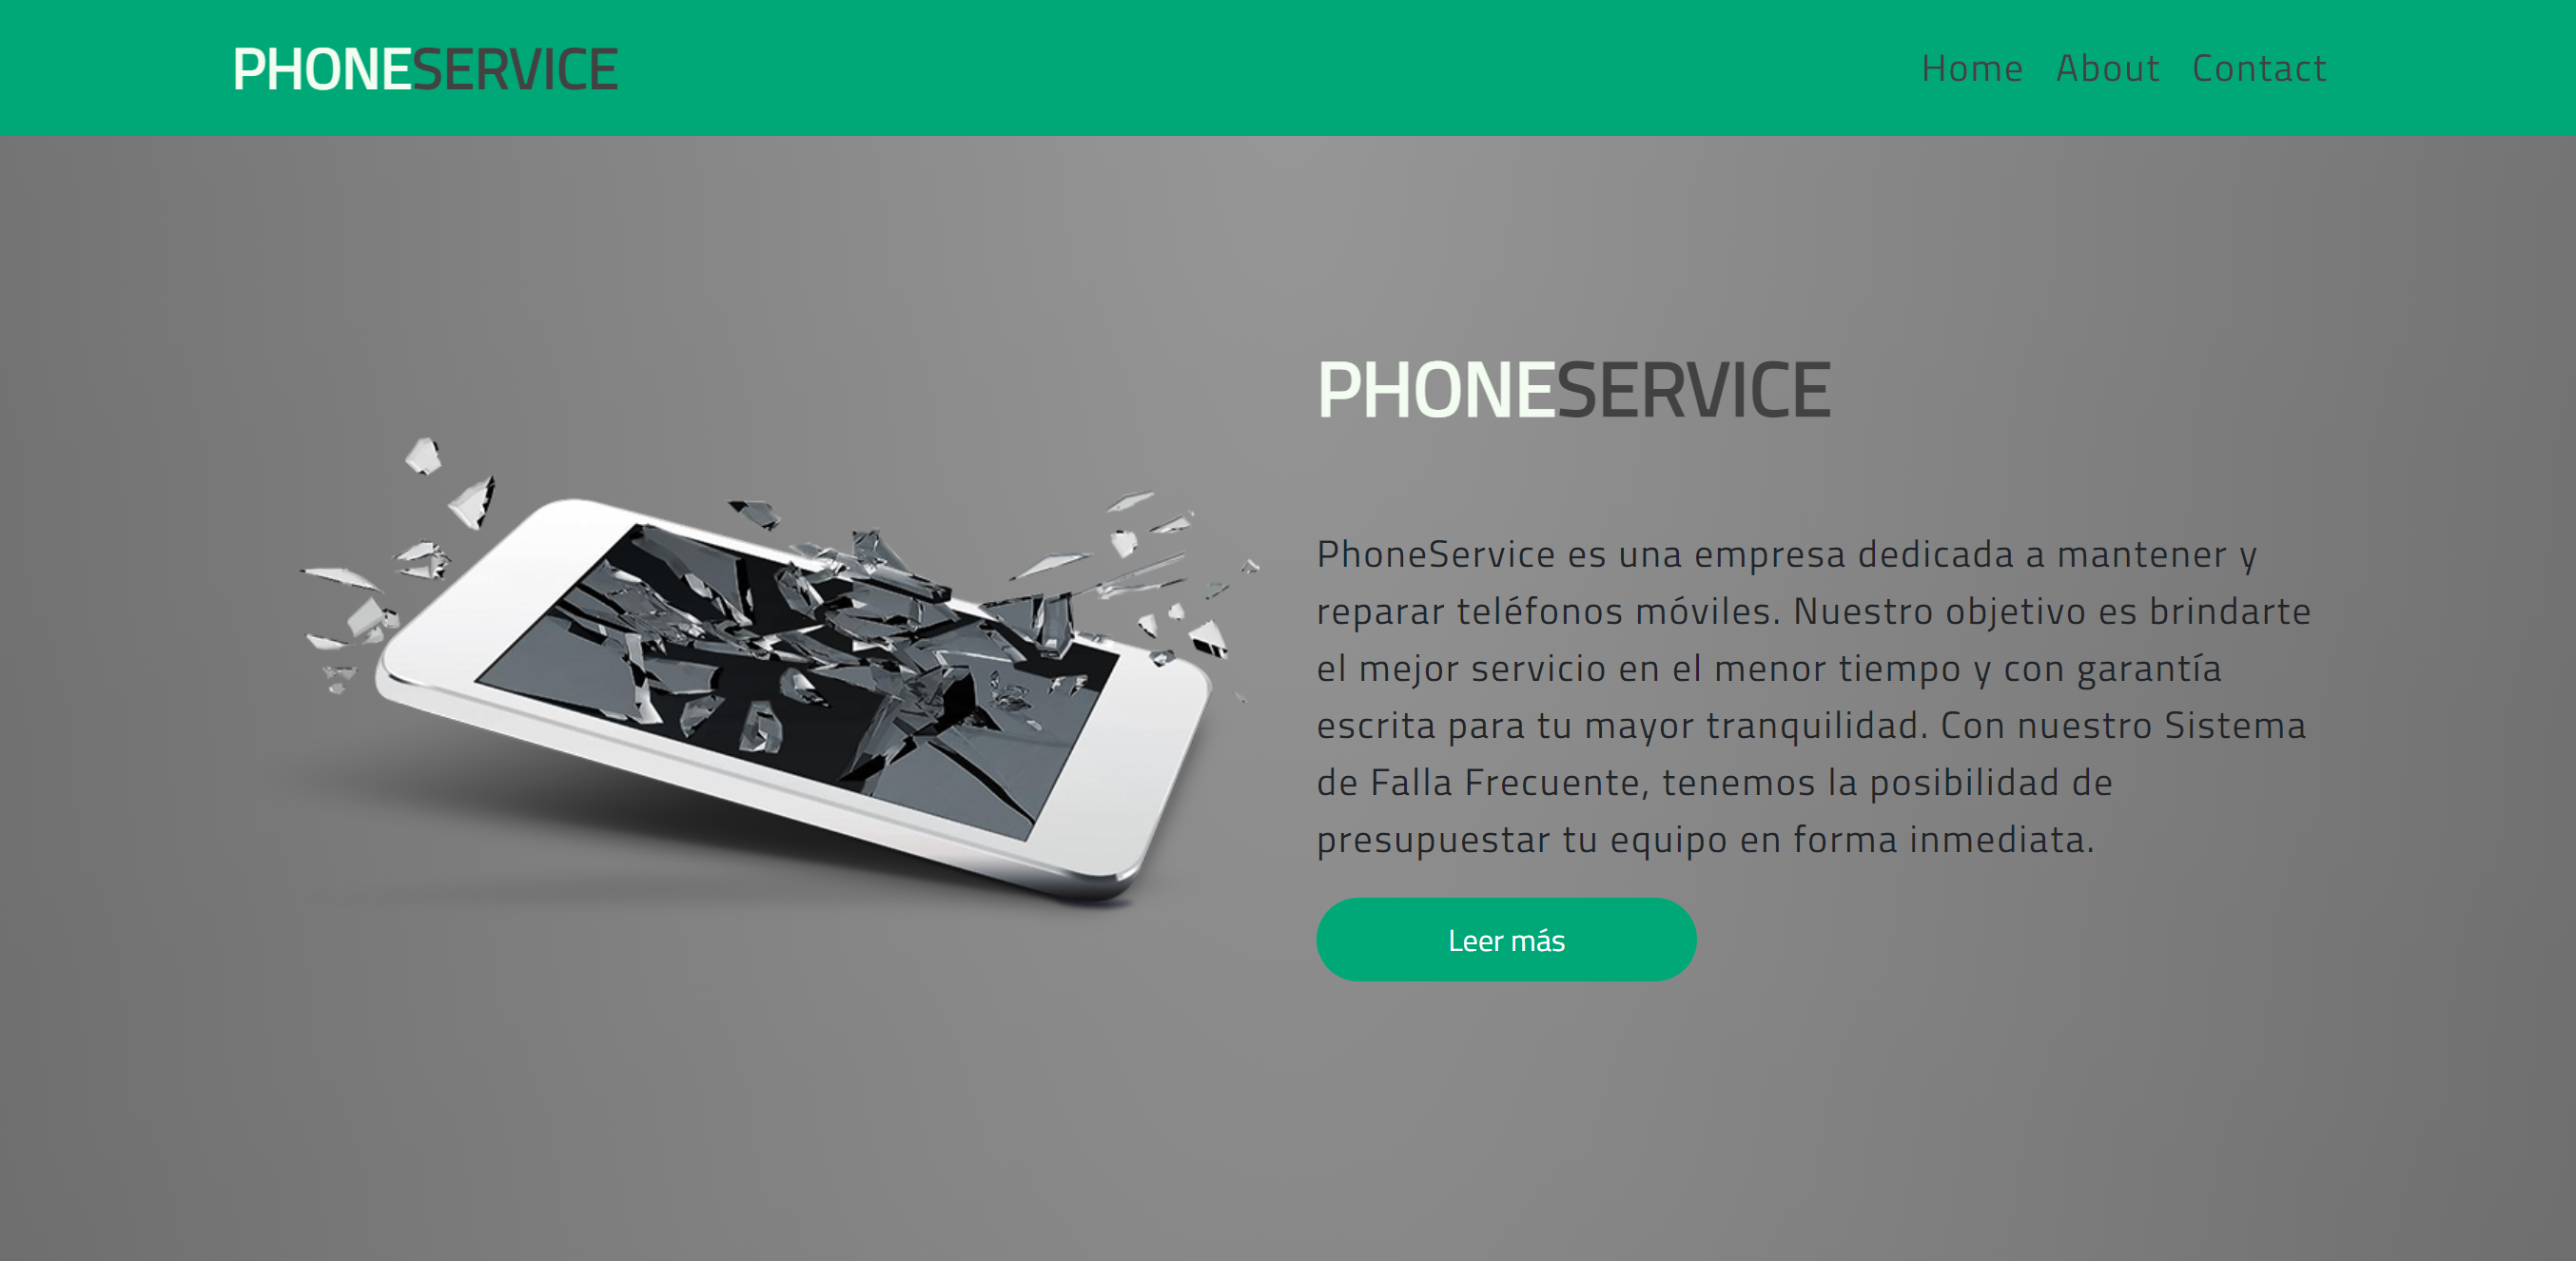 PHONESERVICE
Home About Contact
PHONESERVICE
PhoneService es una empresa dedicada a mantener y
reparar teléfonos móviles. Nuestro objetivo es brindarte
el mejor servicio en el menor tiempo y con garantía
escrita para tu mayor tranquilidad. Con nuestro Sistema
de Falla Frecuente, tenemos la posibilidad de
presupuestar tu equipo en forma inmediata.
Leer más